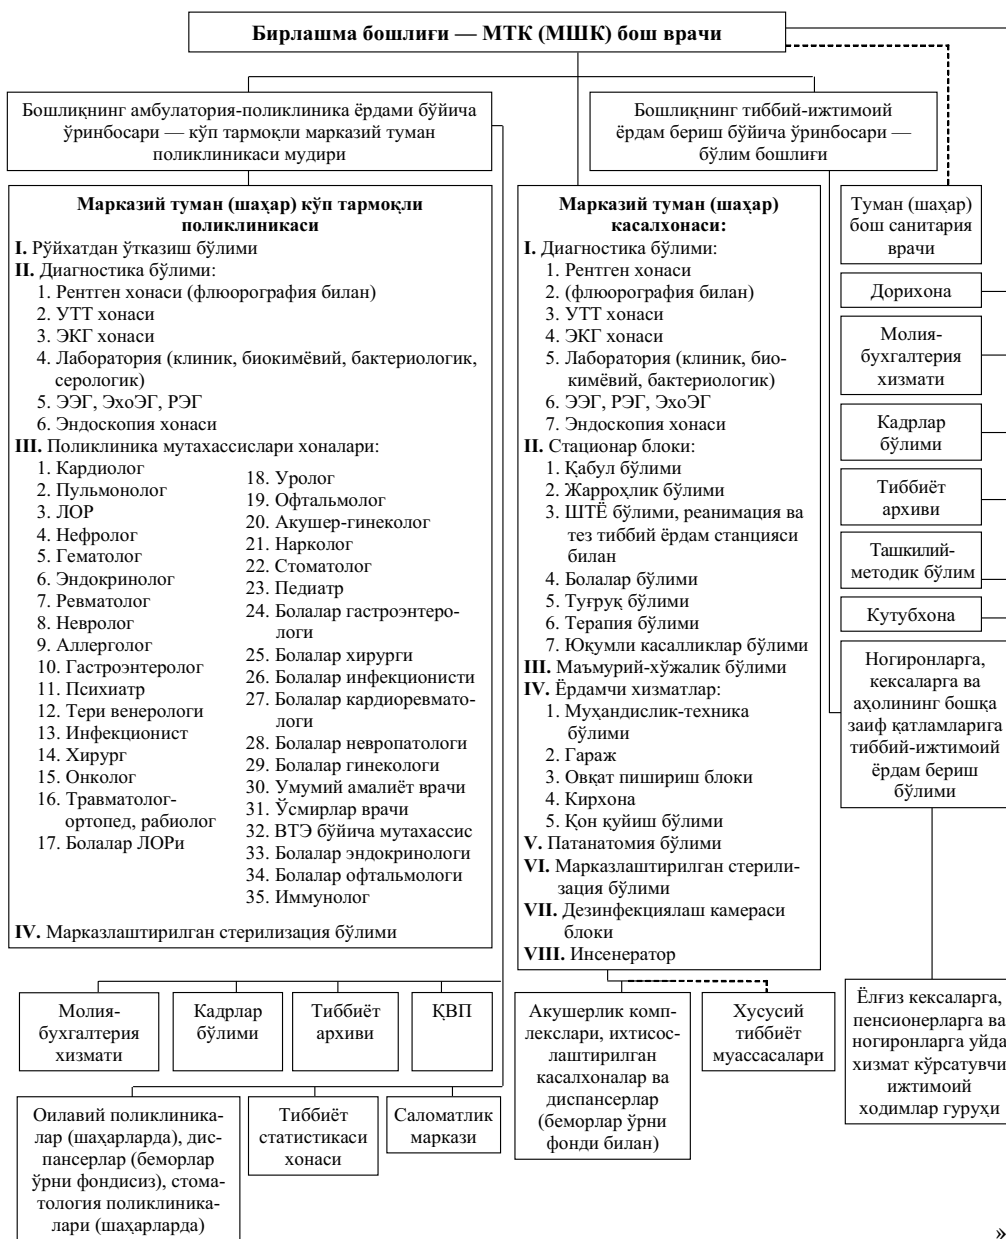 Бирлашма бошлиғи — МТК (МШК) бош врачи
Бошлиқнинг амбулатория-поликлиника ёрдами бўйича
ўринбосари — кўп тармоқли марказий туман
поликлиникаси мудири
Бошлиқнинг тиббий-ижтимоий
ёрдам бериш бўйича ўринбосари —
бўлим бошлиғи
Марказий туман (шаҳар) кўп тармоқли
поликлиникаси
I. Рўйхатдан ўтказиш бўлими
II. Диагностика бўлими:
1. Рентген хонаси (флюорография билан)
2. УТТ хонаси
3. ЭКГ хонаси
4. Лаборатория (клиник, биокимёвий, бактериологик,
серологик)
5. ЭЭГ, ЭхоЭГ, РЭГ
6. Эндоскопия хонаси
III. Поликлиника мутахассислари хоналари:
1. Кардиолог
2. Пульмонолог
3. ЛОР
4. Нефролог
5. Гематолог
6. Эндокринолог
7. Ревматолог
8. Невролог
9. Аллерголог
10. Гастроэнтеролог
11. Психиатр
12. Тери венерологи
13. Инфекционист
14. Хирург
15. Онколог
16. Травматолог-
ортопед, рабиолог
17. Болалар ЛОРи
18. Уролог
19. Офтальмолог
20. Акушер-гинеколог
21. Нарколог
22. Стоматолог
23. Педиатр
24. Болалар гастроэнтеро-
логи
25. Болалар хирурги
26. Болалар инфекционисти
27. Болалар кардиоревмато-
логи
28. Болалар невропатологи
29. Болалар гинекологи
30. Умумий амалиёт врачи
31. Ўсмирлар врачи
32. ВТЭ бўйича мутахассис
33. Болалар эндокринологи
34. Болалар офтальмологи
35. Иммунолог
IV. Марказлаштирилган стерилизация бўлими
Марказий туман (шаҳар)
касалхонаси:
I. Диагностика бўлими:
1. Рентген хонаси
2. (флюорография билан)
3. УТТ хонаси
4. ЭКГ хонаси
5. Лаборатория (клиник, био-
кимёвий, бактериологик)
6. ЭЭГ, РЭГ, ЭхоЭГ
7. Эндоскопия хонаси
II. Стационар блоки:
1. Қабул бўлими
2. Жарроҳлик бўлими
3. ШТЁ бўлими, реанимация ва
тез тиббий ёрдам станцияси
билан
4. Болалар бўлими
5. Туғруқ бўлими
6. Терапия бўлими
7. Юқумли касалликлар бўлими
III. Маъмурий-хўжалик бўлими
IV. Ёрдамчи хизматлар:
1. Муҳандислик-техника
бўлими
2. Гараж
3. Овқат пишириш блоки
4. Кирхона
5. Қон қуйиш бўлими
V. Патанатомия бўлими
VI. Марказлаштирилган стерили-
зация бўлими
VII. Дезинфекциялаш камераси
блоки
VIII. Инсенератор
Туман (шаҳар)
бош санитария
врачи
Дорихона
Молия-
бухгалтерия
хизмати
Кадрлар
бўлими
Тиббиёт
архиви
Ташкилий-
методик бўлим
Кутубхона
Ногиронларга,
кексаларга ва
аҳолининг бошқа
заиф қатламларига
тиббий-ижтимоий
ёрдам бериш
бўлими
Молия-
бухгалтерия
хизмати
Кадрлар
бўлими
Тиббиёт
архиви
ҚВП
Акушерлик комп-
лекслари, ихтисос-
лаштирилган
касалхоналар ва
диспансерлар
(беморлар ўрни
фонди билан)
Хусусий
тиббиёт
муассасалари
Ёлғиз кексаларга,
пенсионерларга ва
ногиронларга уйда
хизмат кўрсатувчи
ижтимоий
ходимлар гуруҳи
Оилавий поликлиника-
лар (шаҳарларда), дис-
пансерлар (беморлар
ўрни фондисиз), стома-
тология поликлиника-
лари (шаҳарларда)
Тиббиёт
статистикаси
хонаси
Саломатлик
маркази
»